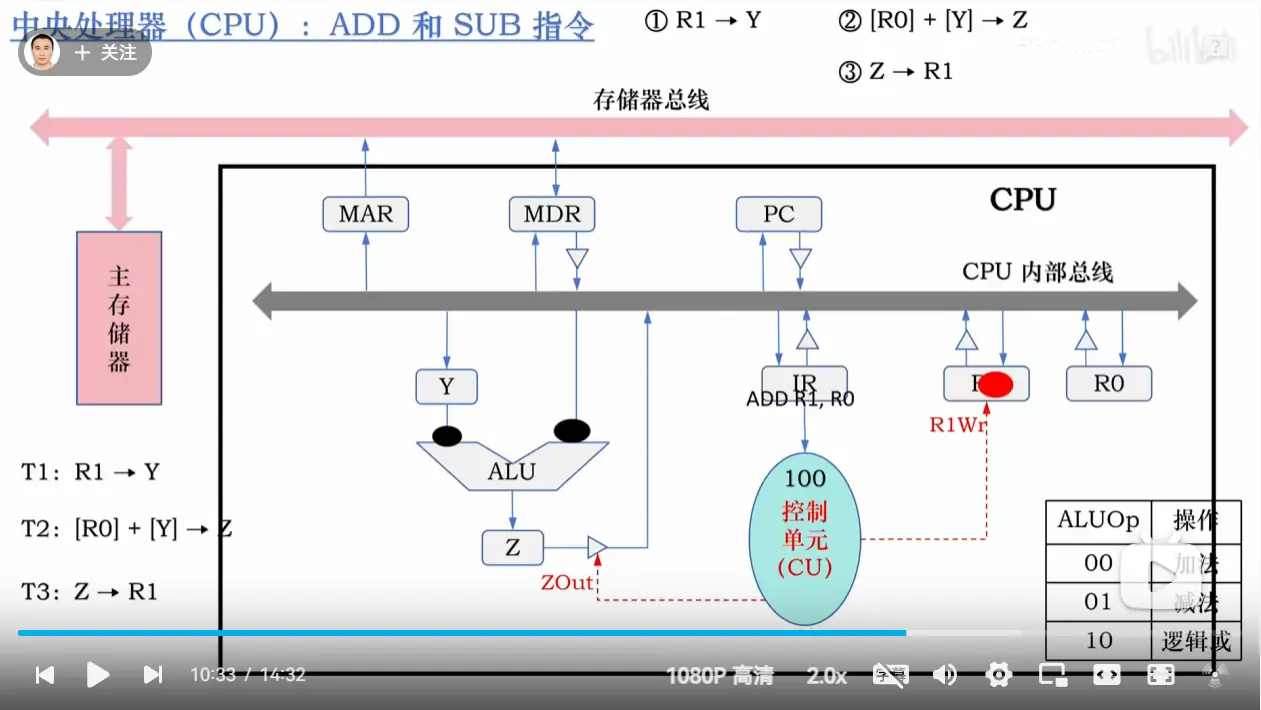 中央处理器（CPU）：ADD 和 SUB 指令
① R1 → Y
② [R0] + [Y] → Z
③ Z → R1
+ 关注
bilibili
存储器总线
CPU
MAR
MDR
PC
主存储器
CPU 内部总线
Y
IR
R0
ADD R1, R0
R1Wr
ALU
100
控制
单元
(CU)
T1: R1 → Y
T2: [R0] + [Y] → Z
T3: Z → R1
Z
ZOut
ALUOp 操作
00 加法
01 减法
10 逻辑或
10:33 / 14:32
1080P 高清
2.0x
字幕